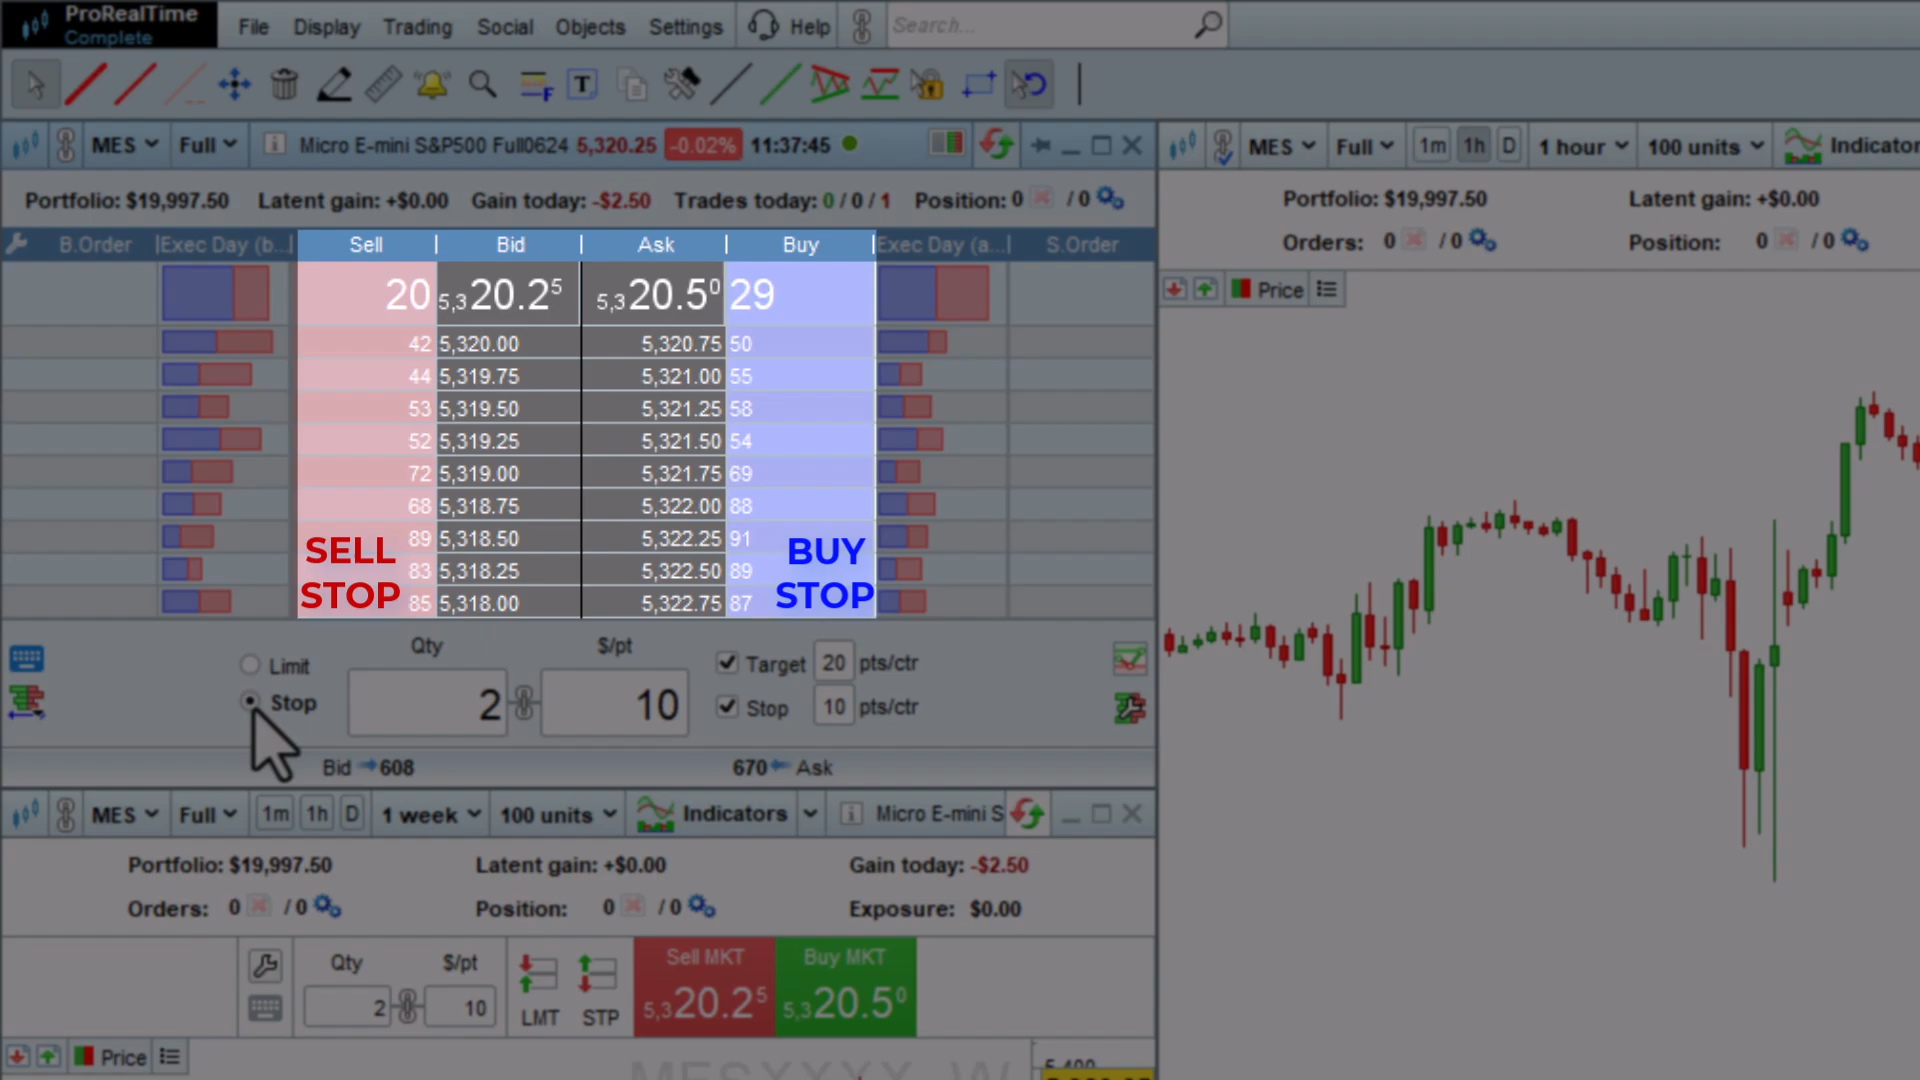 ProRealTime
Complete
File Display Trading Social Objects Settings Help Search...
MES Full Micro E-mini S&P500 Full0624 5,320.25 -0.02% 11:37:45
MES Full 1m 1h D 1 hour 100 units Indicator
Portfolio: $19,997.50 Latent gain: +$0.00 Gain today: -$2.50 Trades today: 0 / 0 / 1 Position: 0 / 0
Portfolio: $19,997.50 Latent gain: +$0.00
Orders: 0 / 0 Position: 0 / 0
Price
B.Order Exec Day (b... Sell Bid Ask Buy Exec Day (a... S.Order
20 5,320.25 5,320.50 29
42 5,320.00 5,320.75 50
44 5,319.75 5,321.00 55
53 5,319.50 5,321.25 58
52 5,319.25 5,321.50 54
72 5,319.00 5,321.75 69
68 5,318.75 5,322.00 88
89 5,318.50 5,322.25 91
83 5,318.25 5,322.50 89
85 5,318.00 5,322.75 87
SELL
STOP
BUY
STOP
Qty $/pt
Limit
Stop
2 10
Target 20 pts/ctr
Stop 10 pts/ctr
Bid 608 670 Ask
MES Full 1m 1h D 1 week 100 units Indicators Micro E-mini S
Portfolio: $19,997.50 Latent gain: +$0.00 Gain today: -$2.50
Orders: 0 / 0 Position: 0 / 0 Exposure: $0.00
Qty $/pt
2 10
LMT STP
Sell MKT
5,320.25
Buy MKT
5,320.50
Price